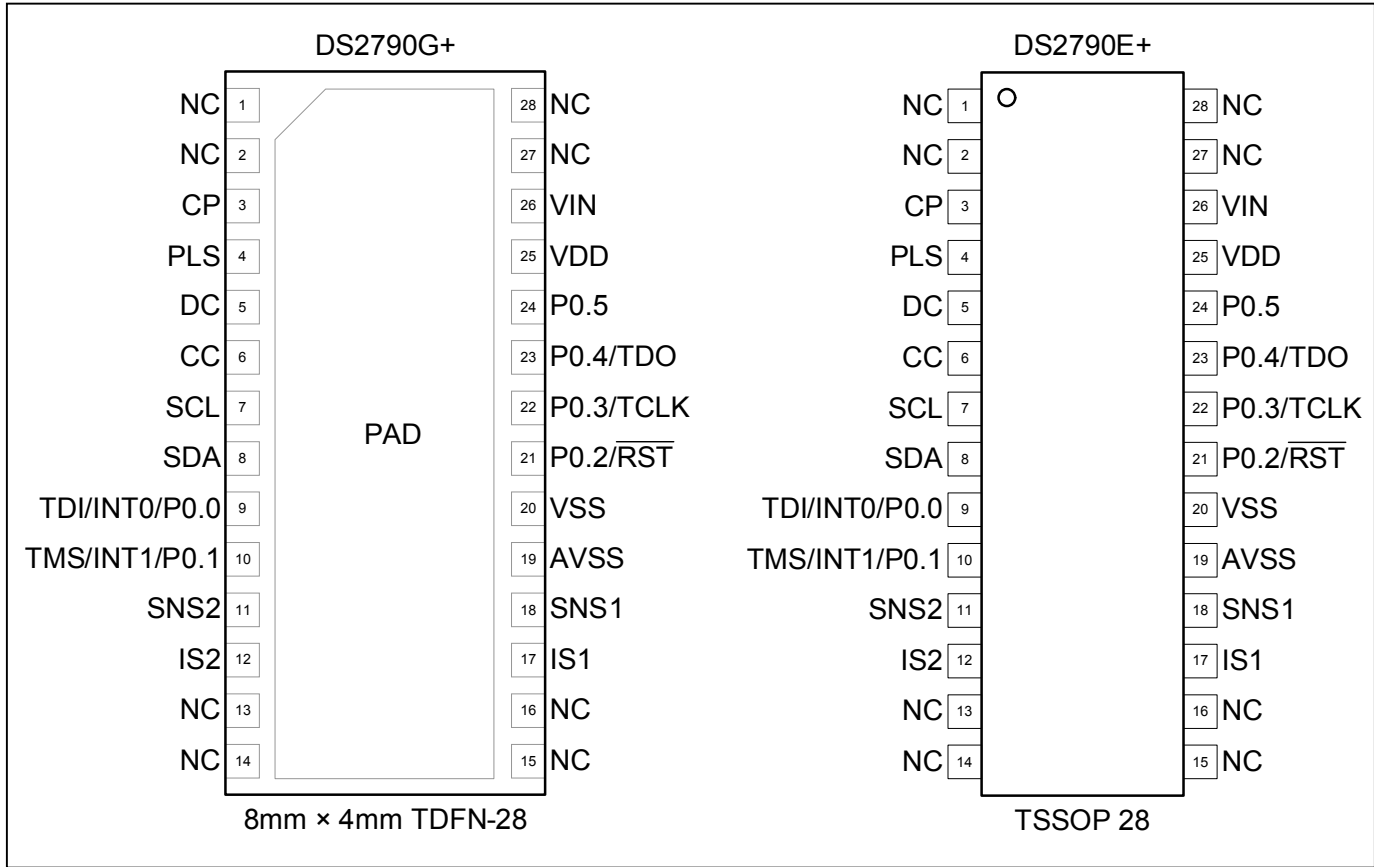 DS2790G+
NC 1 28 NC
NC 2 27 NC
CP 3 26 VIN
PLS 4 25 VDD
DC 5 24 P0.5
CC 6 23 P0.4/TDO
SCL 7 22 P0.3/TCLK
SDA 8 21 P0.2/R̅S̅T̅
TDI/INT0/P0.0 9 20 VSS
TMS/INT1/P0.1 10 19 AVSS
SNS2 11 18 SNS1
IS2 12 17 IS1
NC 13 16 NC
NC 14 15 NC
PAD
8mm × 4mm TDFN-28
DS2790E+
NC 1 28 NC
NC 2 27 NC
CP 3 26 VIN
PLS 4 25 VDD
DC 5 24 P0.5
CC 6 23 P0.4/TDO
SCL 7 22 P0.3/TCLK
SDA 8 21 P0.2/R̅S̅T̅
TDI/INT0/P0.0 9 20 VSS
TMS/INT1/P0.1 10 19 AVSS
SNS2 11 18 SNS1
IS2 12 17 IS1
NC 13 16 NC
NC 14 15 NC
TSSOP 28